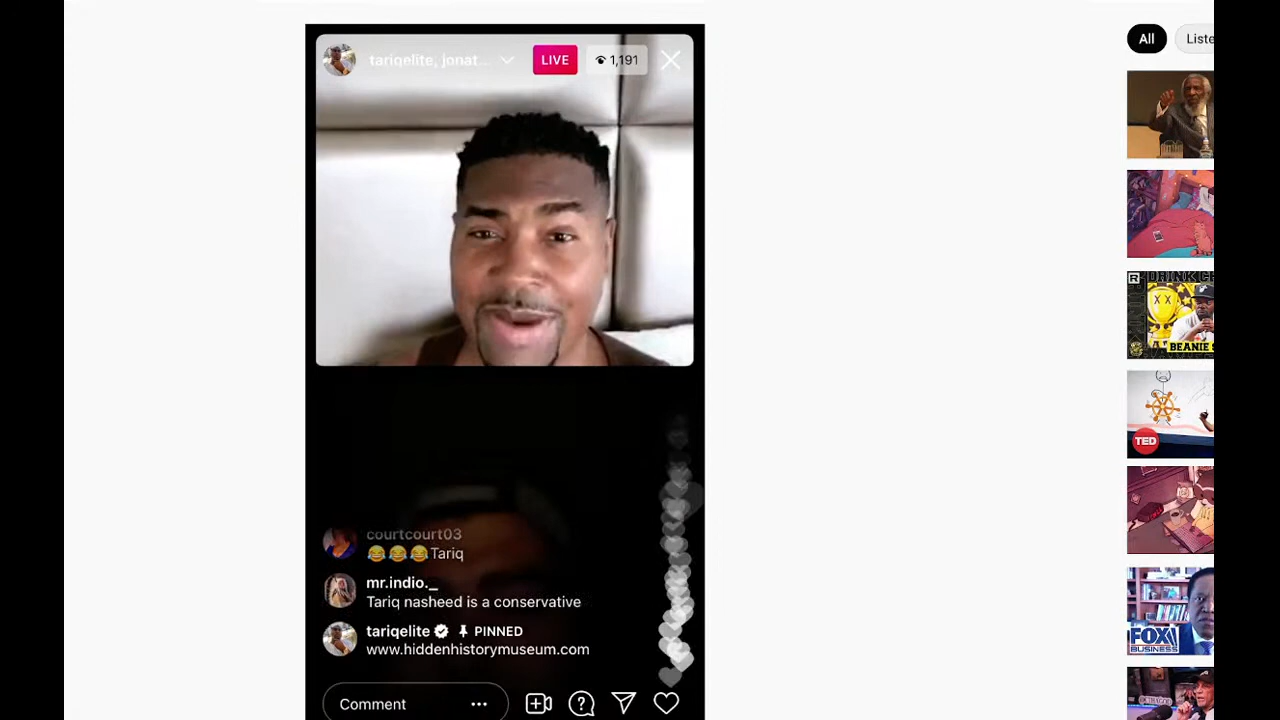 tariqelite, jonat...
LIVE
1,191
All
Liste
courtcourt03
😂😂😂Tariq
mr.indio._
Tariq nasheed is a conservative
tariqelite PINNED
www.hiddenhistorymuseum.com
Comment
DRINK CH
BEANIE S
TED
FOX
BUSINESS